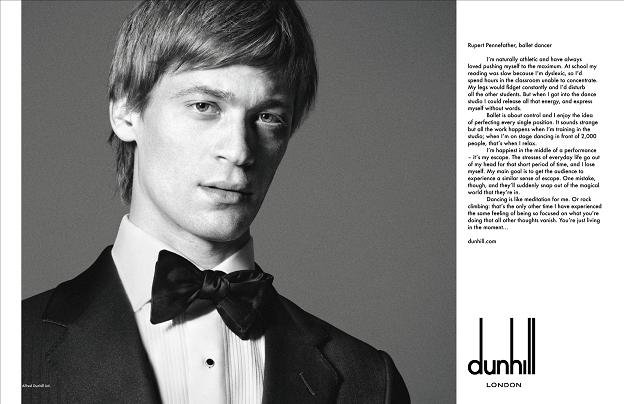 Rupert Pennefather, ballet dancer
I'm naturally athletic and have always
loved pushing myself to the maximum. At school my
reading was slow because I'm dyslexic, so I'd
spend hours in the classroom unable to concentrate.
My legs would fidget constantly and I'd disturb
all the other students. But when I got into the dance
studio I could release all that energy, and express
myself without words.
Ballet is about control and I enjoy the idea
of perfecting every single position. It sounds strange
but all the work happens when I'm training in the
studio; when I'm on stage dancing in front of 2,000
people, that's when I relax.
I'm happiest in the middle of a performance
– it's my escape. The stresses of everyday life go out
of my head for that short period of time, and I lose
myself. My main goal is to get the audience to
experience a similar sense of escape. One mistake,
though, and they'll suddenly snap out of the magical
world that they're in.
Dancing is like meditation for me. Or rock
climbing: that's the only other time I have experienced
the same feeling of being so focused on what you're
doing that all other thoughts vanish. You're just living
in the moment...
dunhill.com
dunhill
LONDON
Alfred Dunhill Ltd.